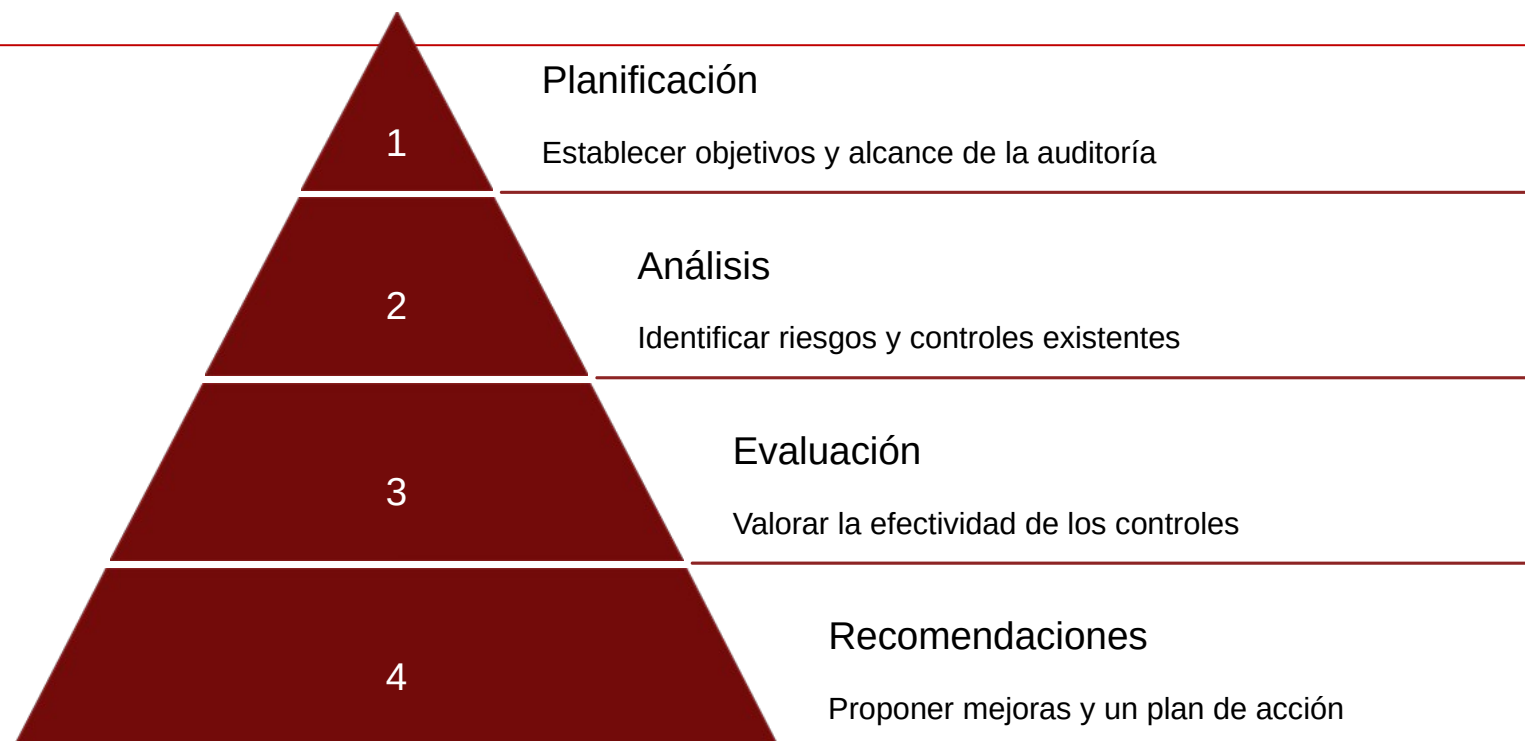 1
Planificación
Establecer objetivos y alcance de la auditoría
2
Análisis
Identificar riesgos y controles existentes
3
Evaluación
Valorar la efectividad de los controles
4
Recomendaciones
Proponer mejoras y un plan de acción